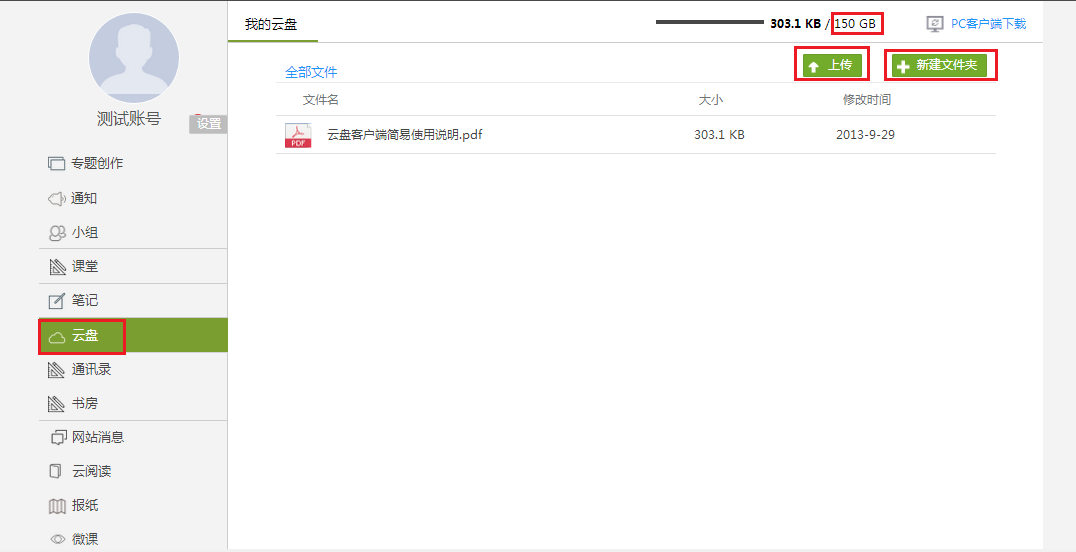 我的云盘
303.1 KB / 150 GB
PC客户端下载
上传
新建文件夹
全部文件
文件名 大小 修改时间
PDF 云盘客户端简易使用说明.pdf 303.1 KB 2013-9-29
测试账号
设置
专题创作
通知
小组
课堂
笔记
云盘
通讯录
书房
网站消息
云阅读
报纸
微课